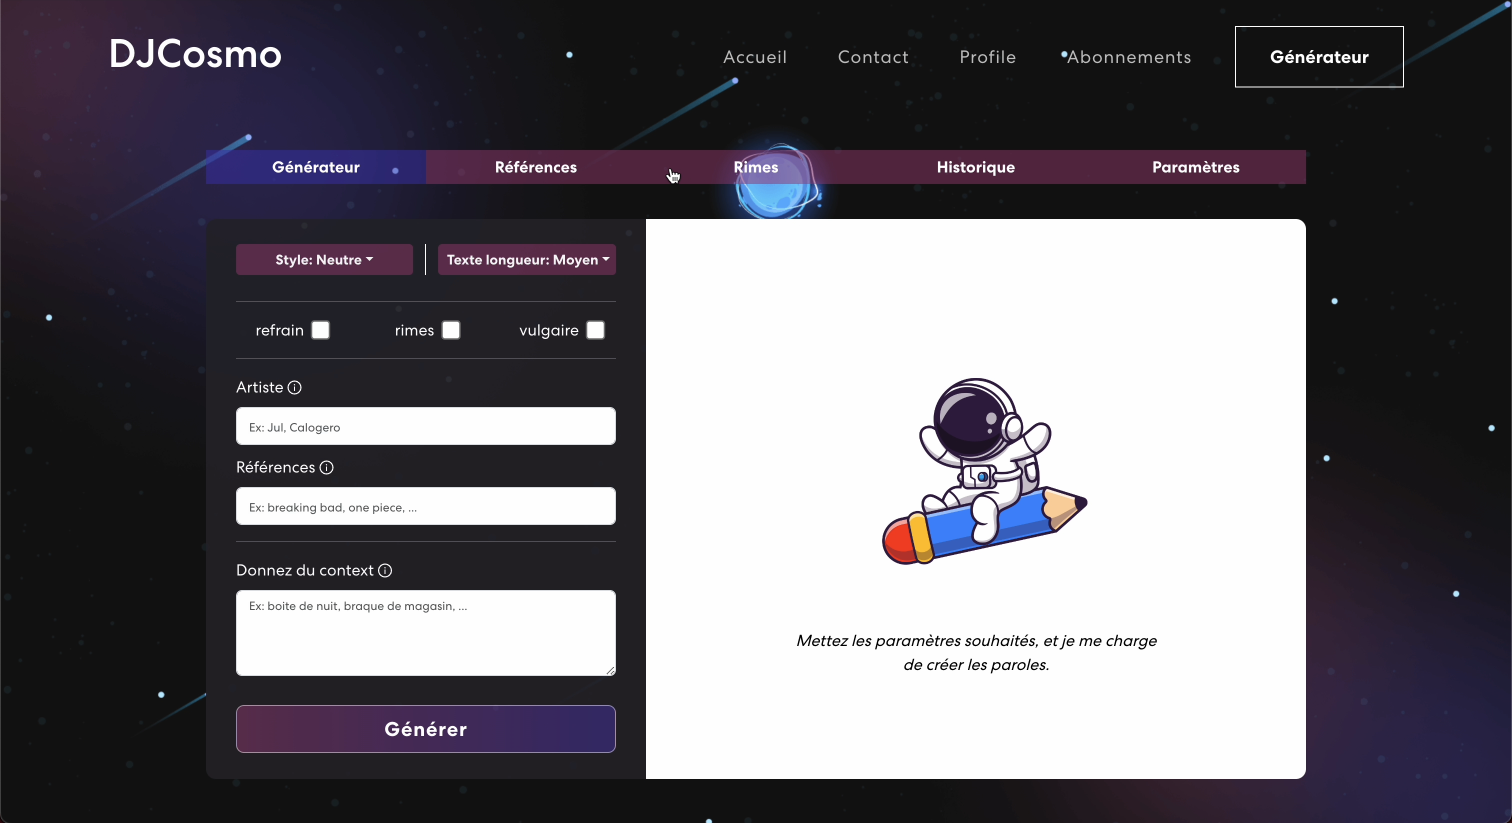 DJCosmo
Accueil Contact Profile Abonnements Générateur
Générateur Références Rimes Historique Paramètres
Style: Neutre Texte longueur: Moyen
refrain rimes vulgaire
Artiste
Ex: Jul, Calogero
Références
Ex: breaking bad, one piece, ...
Donnez du context
Ex: boite de nuit, braque de magasin, ...
Générer
Mettez les paramètres souhaités, et je me charge
de créer les paroles.